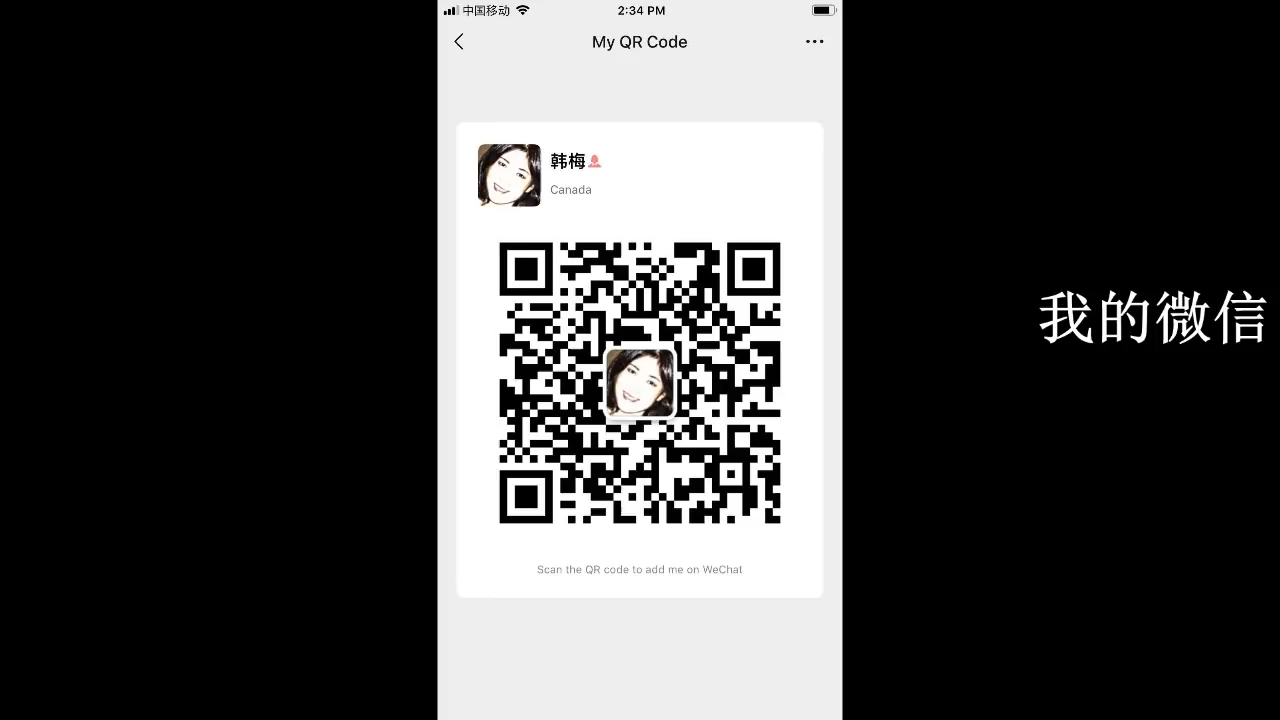 中国移动
2:34 PM
My QR Code
韩梅
Canada
我的微信
Scan the QR code to add me on WeChat